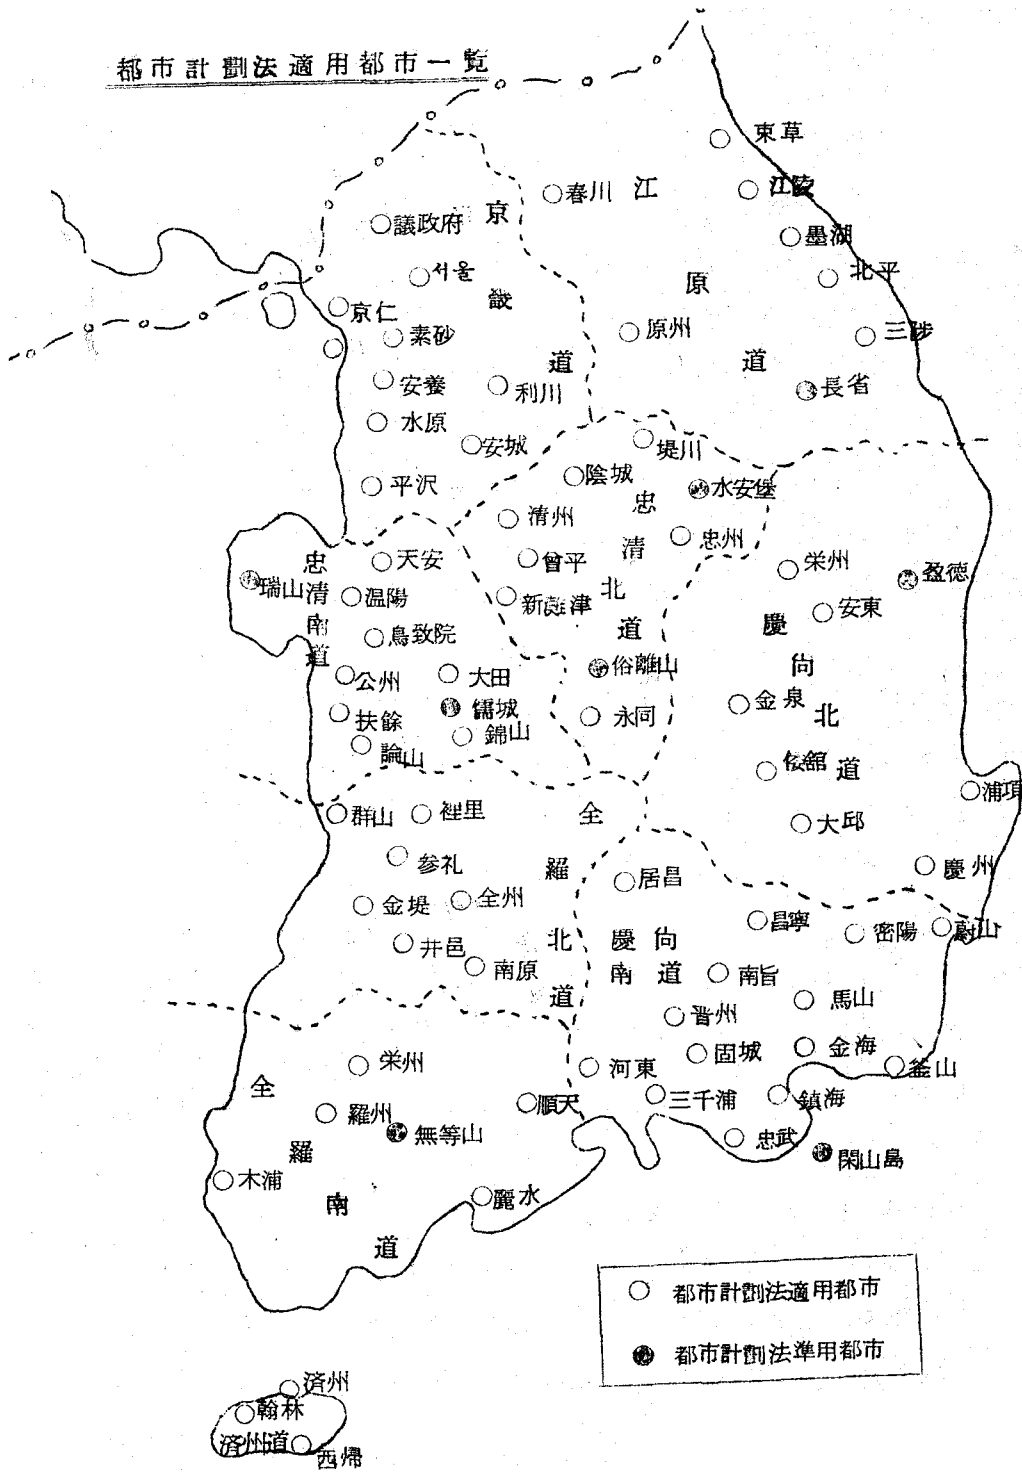 都市計劃法適用都市一覧
束草
春川
江
江陵
議政府
京
墨湖
서울
北平
原
畿
京仁
素砂
原州
三陟
道
道
安養
利川
長省
水原
安城
堤川
陰城
水安堡
平沢
忠
清州
清
忠州
天安
曾平
栄州
盈徳
忠
瑞山
清
温陽
北
安東
南
鳥致院
道
慶
道
俗離山
尙
公州
大田
金泉
扶餘
儒城
永同
北
論山
錦山
道
浦項
群山
裡里
全
大邱
参礼
羅
居昌
慶州
金堤
全州
昌寧
密陽
蔚山
井邑
北
慶尙
南原
南道
南旨
道
晋州
馬山
栄州
河東
固城
金海
釜山
全
羅州
順天
三千浦
鎮海
無等山
忠武
羅
閑山島
木浦
南
麗水
道
都市計劃法適用都市
都市計劃法準用都市
済州
翰林
済州道
西帰